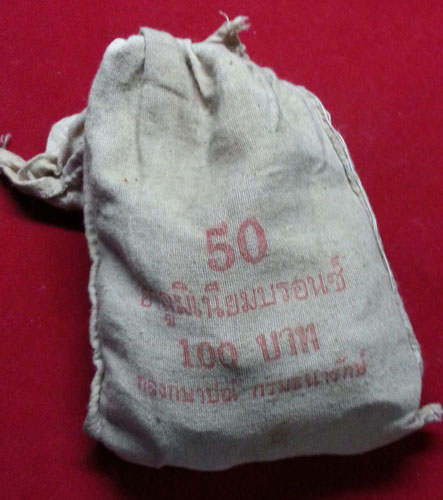 50
อลูมิเนียมบรอนซ์
100 บาท
กองกษาปณ์ กรมธนารักษ์